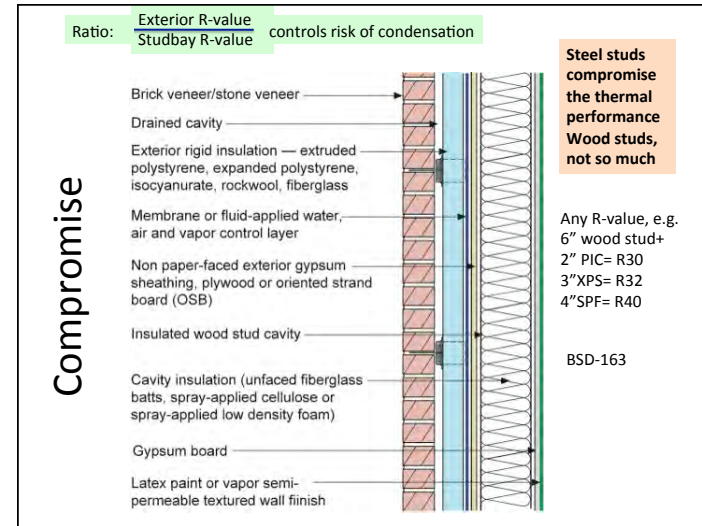 Ratio: Exterior R-value
Studbay R-value
controls risk of condensation
Compromise
Brick veneer/stone veneer
Drained cavity
Exterior rigid insulation — extruded
polystyrene, expanded polystyrene,
isocyanurate, rockwool, fiberglass
Membrane or fluid-applied water,
air and vapor control layer
Non paper-faced exterior gypsum
sheathing, plywood or oriented strand
board (OSB)
Insulated wood stud cavity
Cavity insulation (unfaced fiberglass
batts, spray-applied cellulose or
spray-applied low density foam)
Gypsum board
Latex paint or vapor semi-
permeable textured wall fiinish
Steel studs
compromise
the thermal
performance
Wood studs,
not so much
Any R-value, e.g.
6” wood stud+
2” PIC= R30
3”XPS= R32
4”SPF= R40
BSD-163